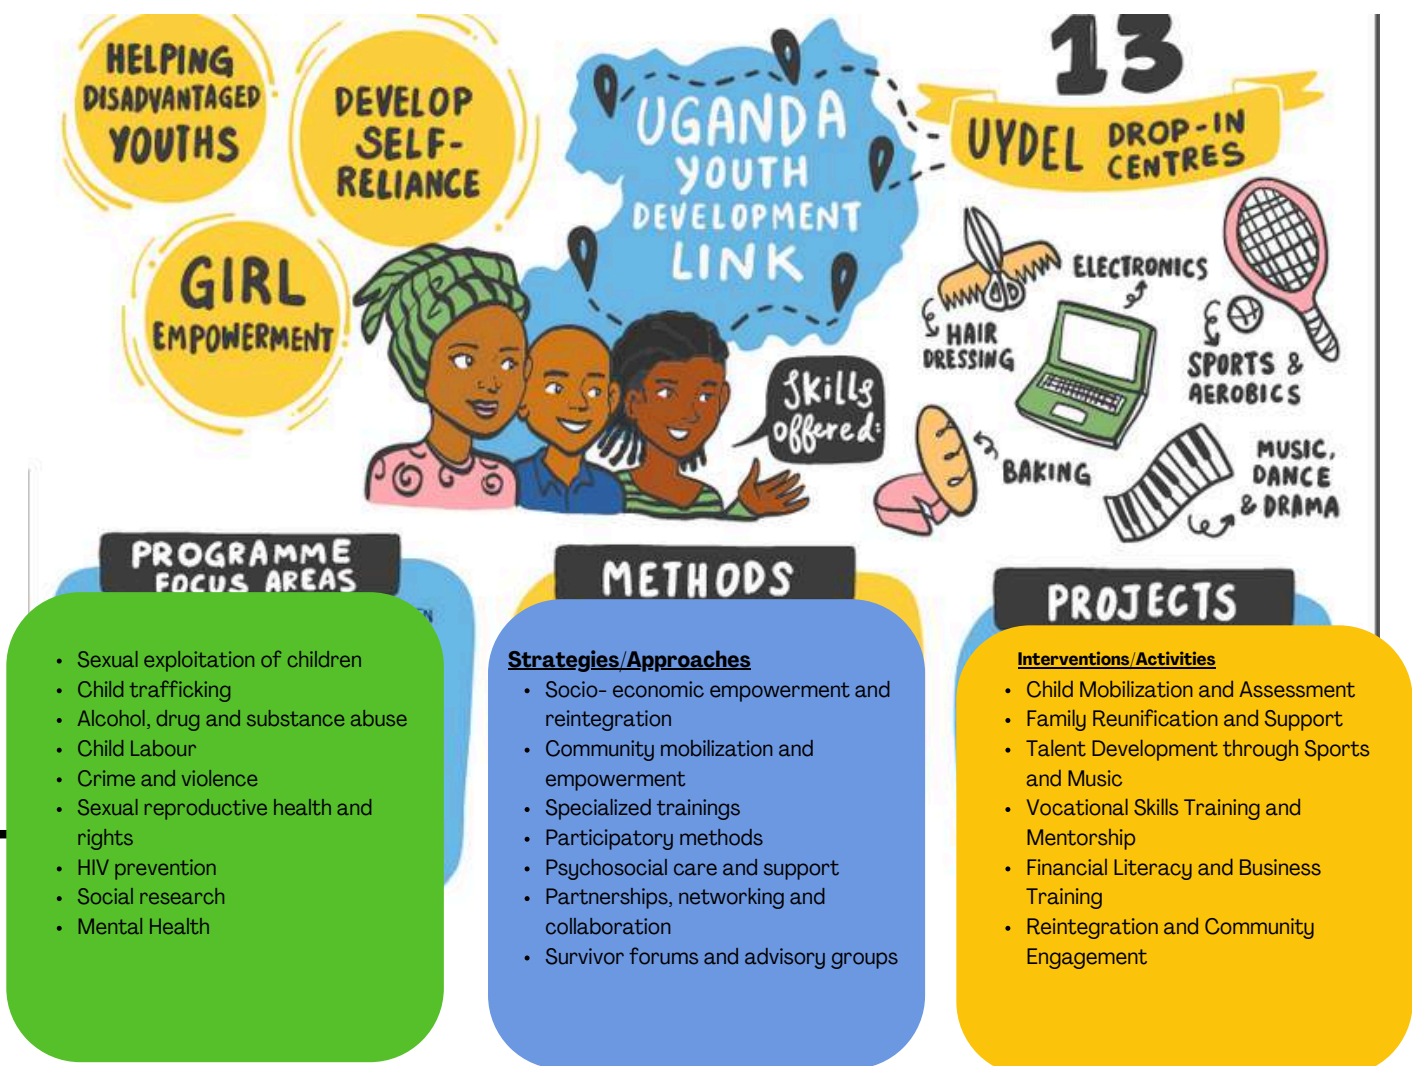 HELPING
DISADVANTAGED
YOUTHS
DEVELOP
SELF-
RELIANCE
GIRL
EMPOWERMENT
UGANDA
YOUTH
DEVELOPMENT
LINK
13
UYDEL DROP-IN
CENTRES
Skills
offered:
HAIR
DRESSING
ELECTRONICS
SPORTS &
AEROBICS
BAKING
MUSIC,
DANCE
& DRAMA
PROGRAMME
FOCUS AREAS
• Sexual exploitation of children
• Child trafficking
• Alcohol, drug and substance abuse
• Child Labour
• Crime and violence
• Sexual reproductive health and
rights
• HIV prevention
• Social research
• Mental Health
METHODS
Strategies/Approaches
• Socio- economic empowerment and
reintegration
• Community mobilization and
empowerment
• Specialized trainings
• Participatory methods
• Psychosocial care and support
• Partnerships, networking and
collaboration
• Survivor forums and advisory groups
PROJECTS
Interventions/Activities
• Child Mobilization and Assessment
• Family Reunification and Support
• Talent Development through Sports
and Music
• Vocational Skills Training and
Mentorship
• Financial Literacy and Business
Training
• Reintegration and Community
Engagement